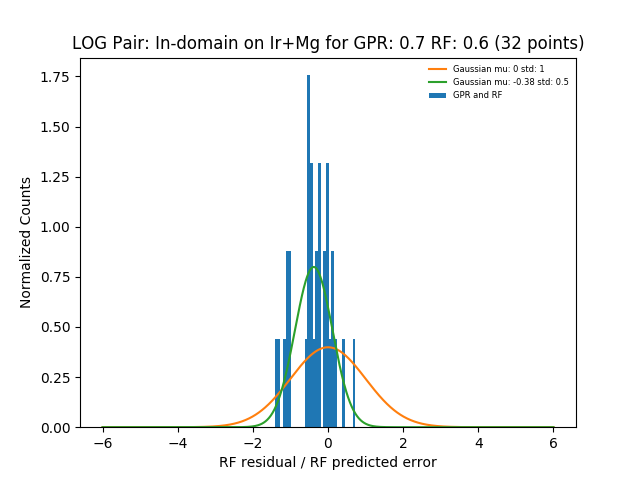 LOG Pair: In-domain on Ir+Mg for GPR: 0.7 RF: 0.6 (32 points)
Gaussian mu: 0 std: 1
Gaussian mu: -0.38 std: 0.5
GPR and RF
Normalized Counts
1.75
1.50
1.25
1.00
0.75
0.50
0.25
0.00
−6 −4 −2 0 2 4 6
RF residual / RF predicted error